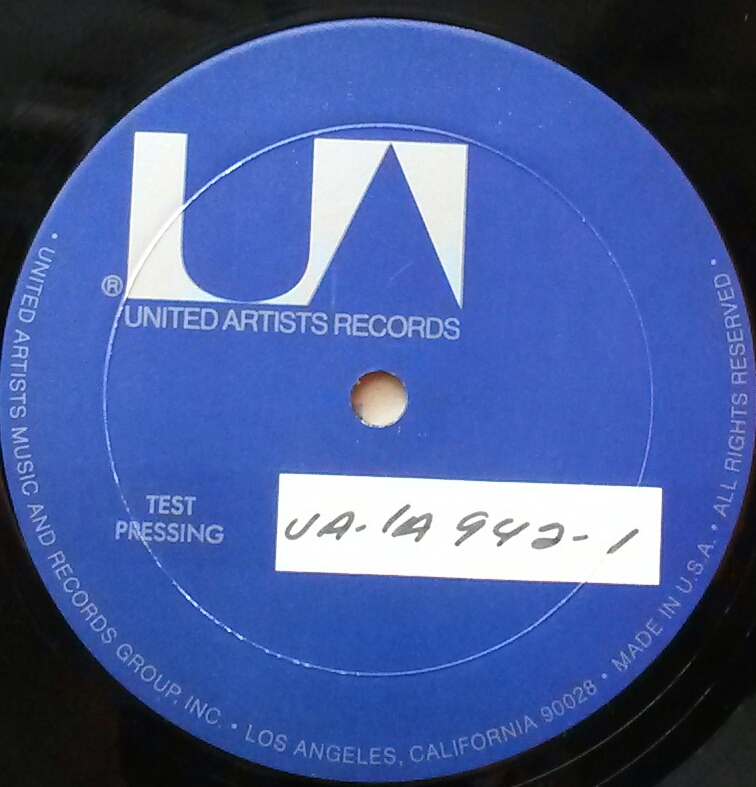 UA
®
UNITED ARTISTS RECORDS
TEST
PRESSING
UA-1A 942-1
• UNITED ARTISTS MUSIC AND RECORDS GROUP, INC. • LOS ANGELES, CALIFORNIA 90028 • MADE IN U.S.A. • ALL RIGHTS RESERVED •